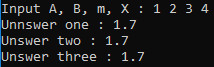 Input A, B, m, X : 1 2 3 4
Unnswer one : 1.7
Unswer two : 1.7
Unswer three : 1.7